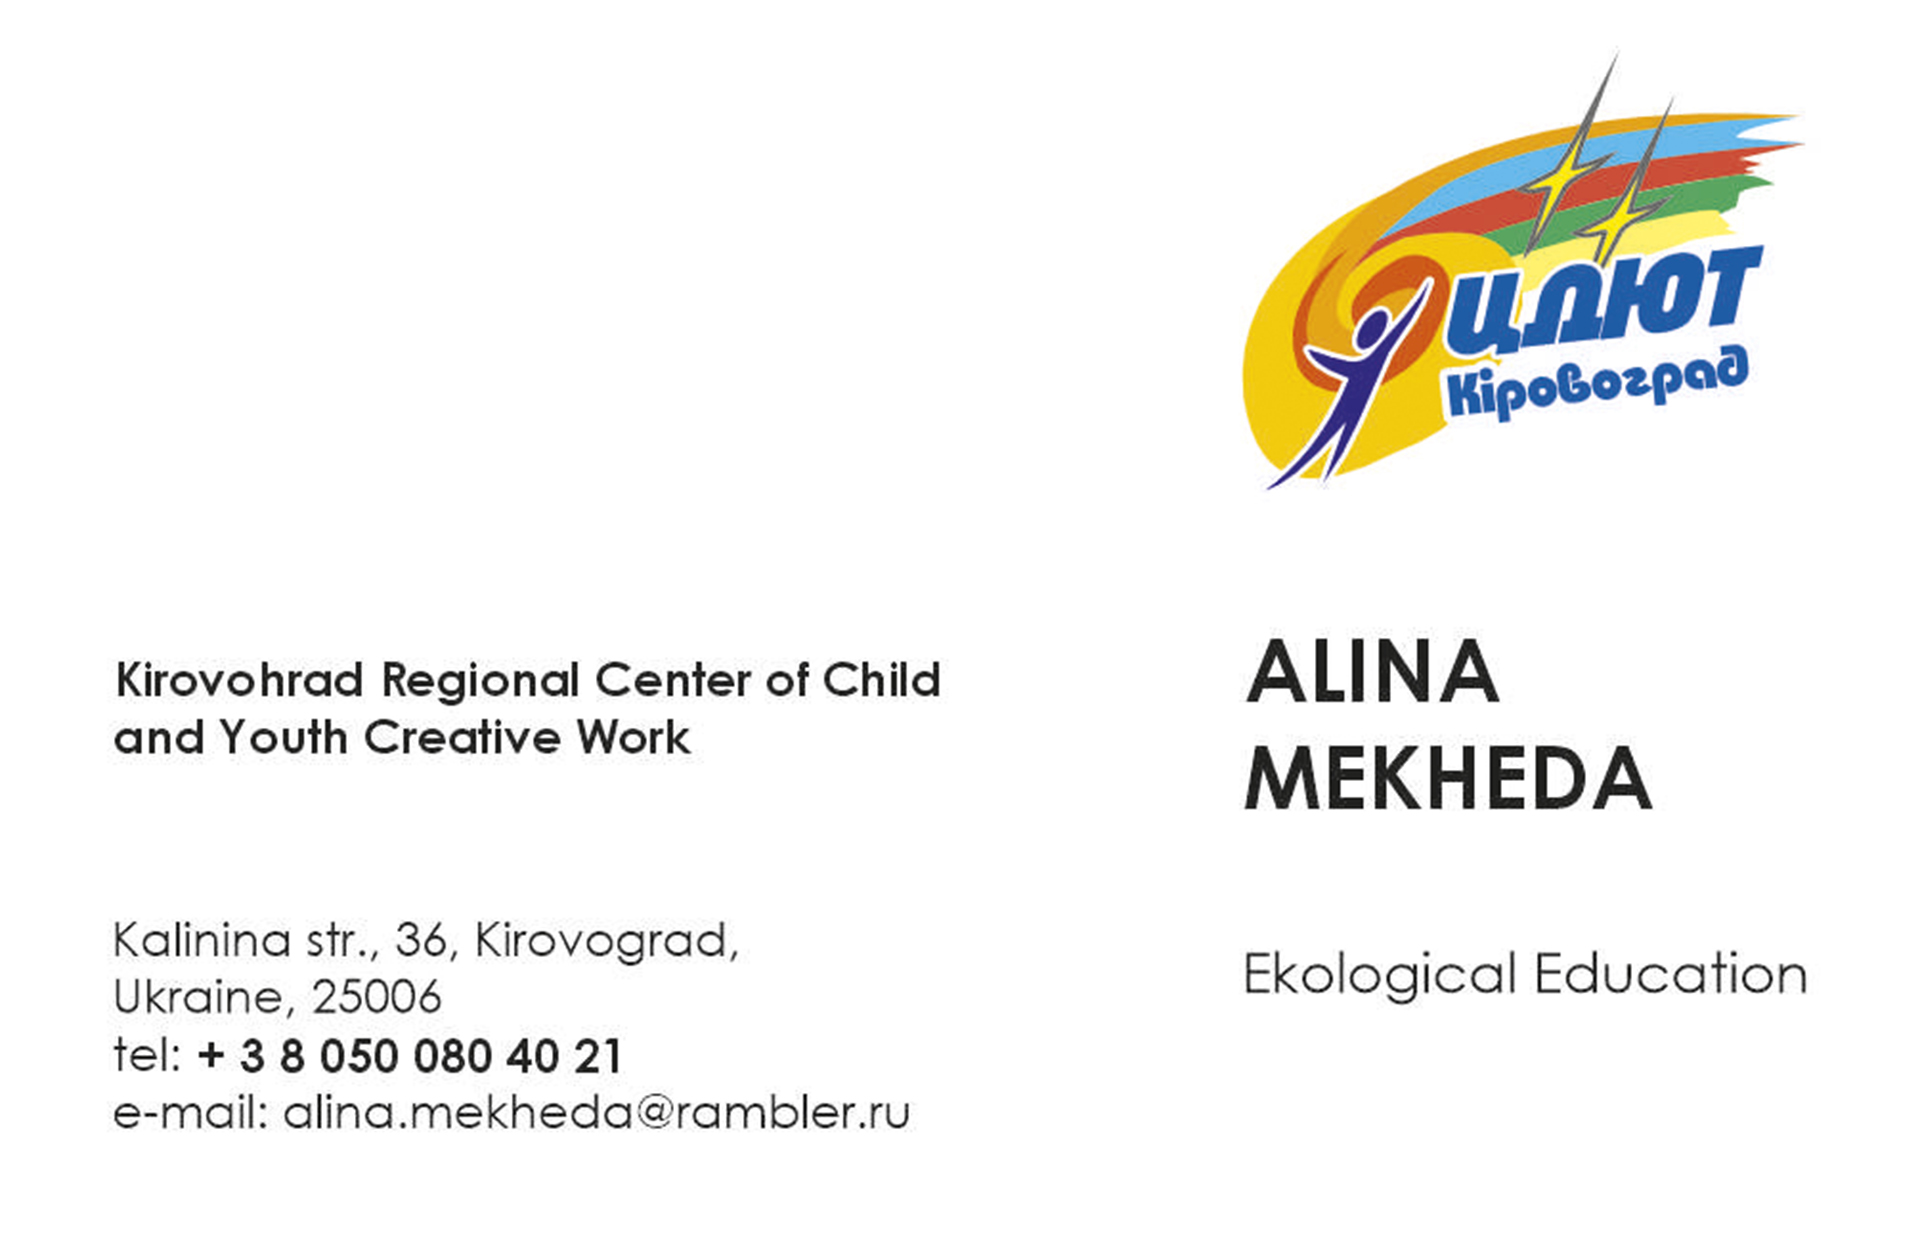 ОЦДЮТ
Кіровоград
Kirovohrad Regional Center of Child
and Youth Creative Work
Kalinina str., 36, Kirovograd,
Ukraine, 25006
tel: + 3 8 050 080 40 21
e-mail: alina.mekheda@rambler.ru
ALINA
MEKHEDA
Ekological Education